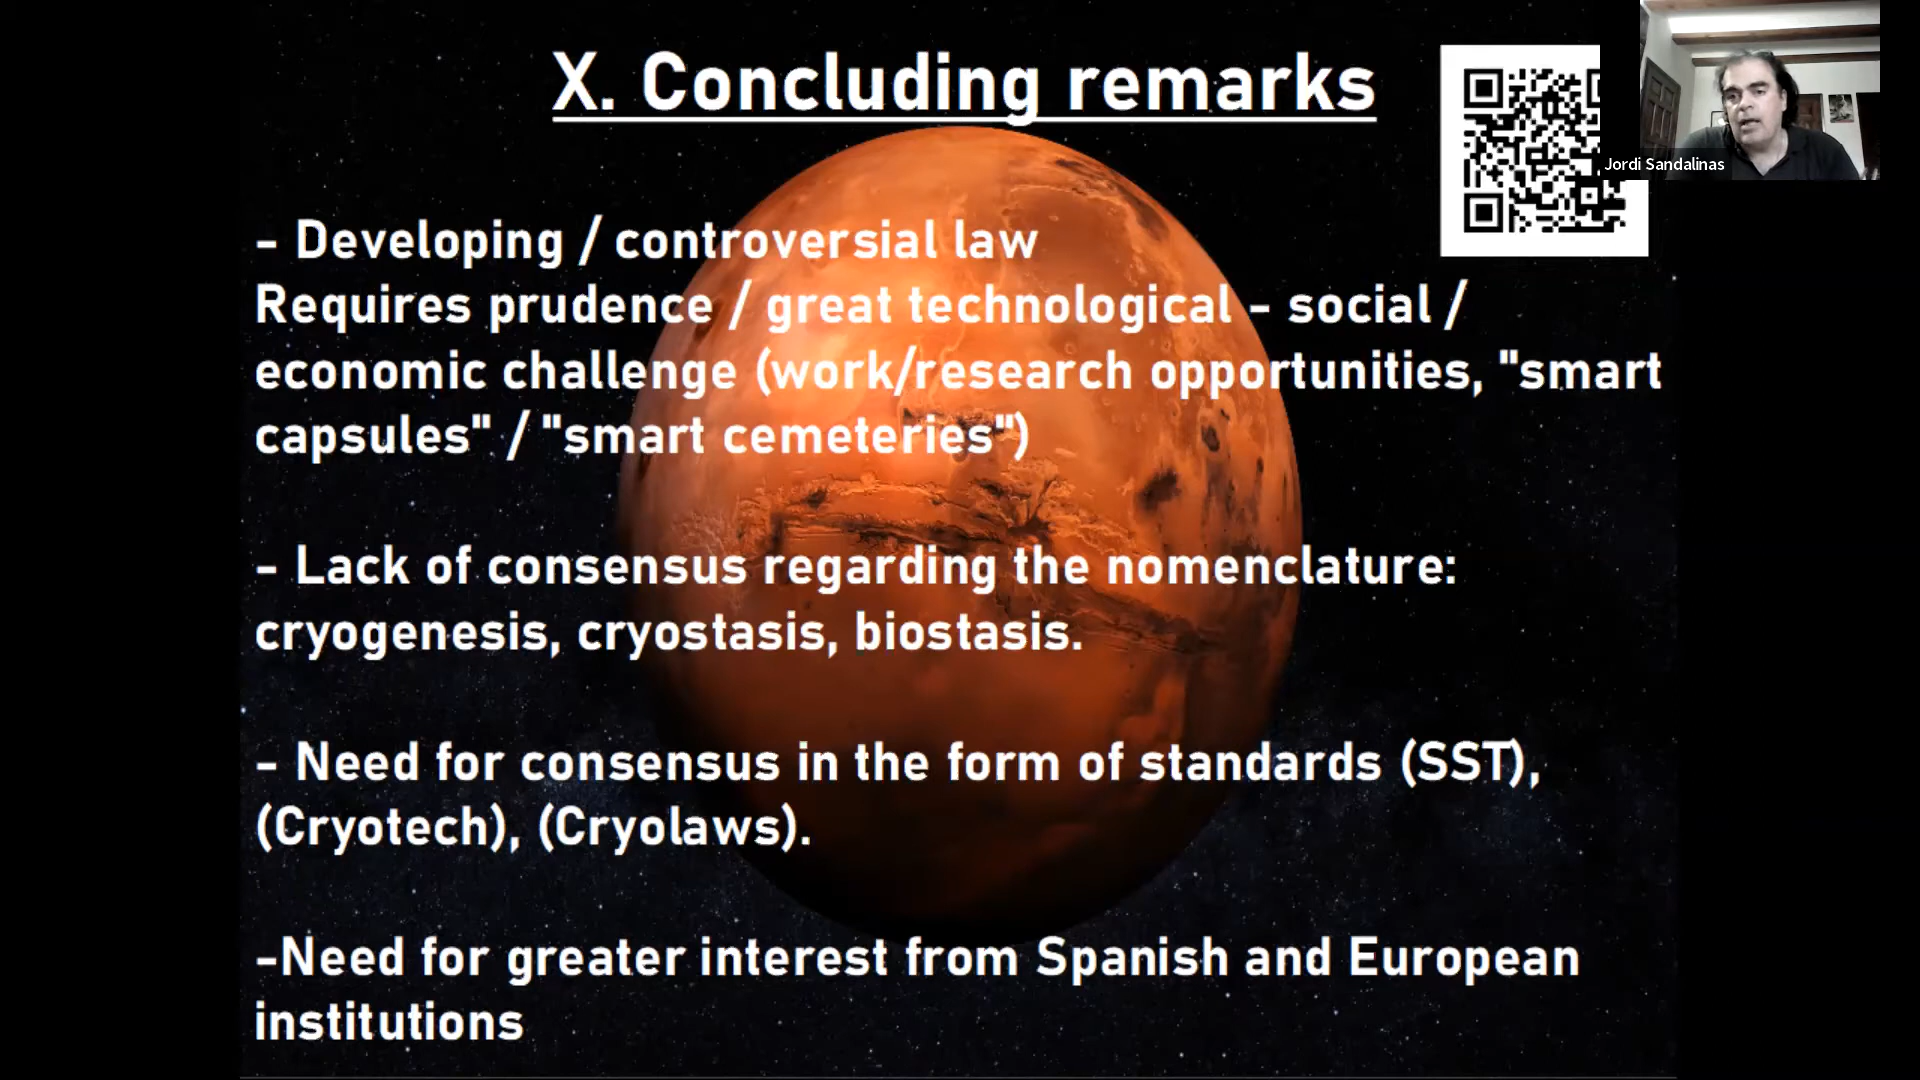 X. Concluding remarks
Jordi Sandalinas
- Developing / controversial law
Requires prudence / great technological - social /
economic challenge (work/research opportunities, "smart
capsules" / "smart cemeteries")
- Lack of consensus regarding the nomenclature:
cryogenesis, cryostasis, biostasis.
- Need for consensus in the form of standards (SST),
(Cryotech), (Cryolaws).
-Need for greater interest from Spanish and European
institutions